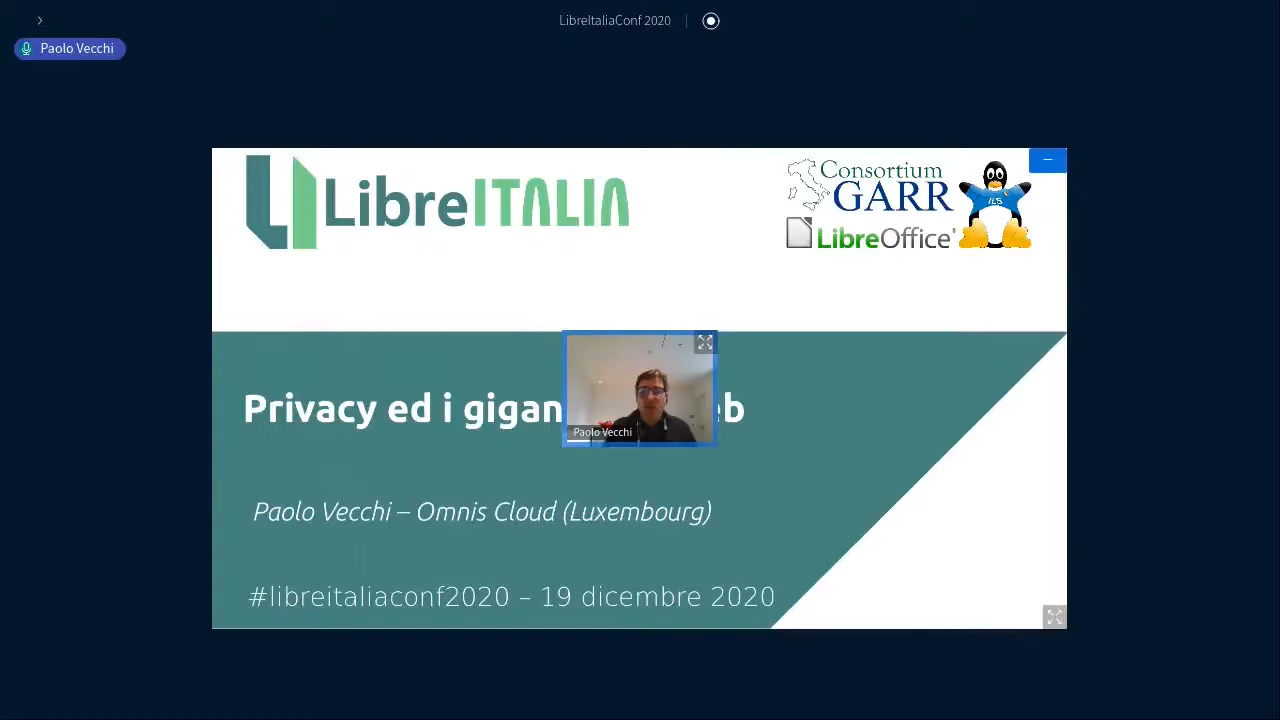 LibreItaliaConf 2020
Paolo Vecchi
LibreITALIA
Consortium
GARR
LibreOffice
ILS
Privacy ed i
Paolo Vecchi
Paolo Vecchi – Omnis Cloud (Luxembourg)
#libreitaliaconf2020 – 19 dicembre 2020